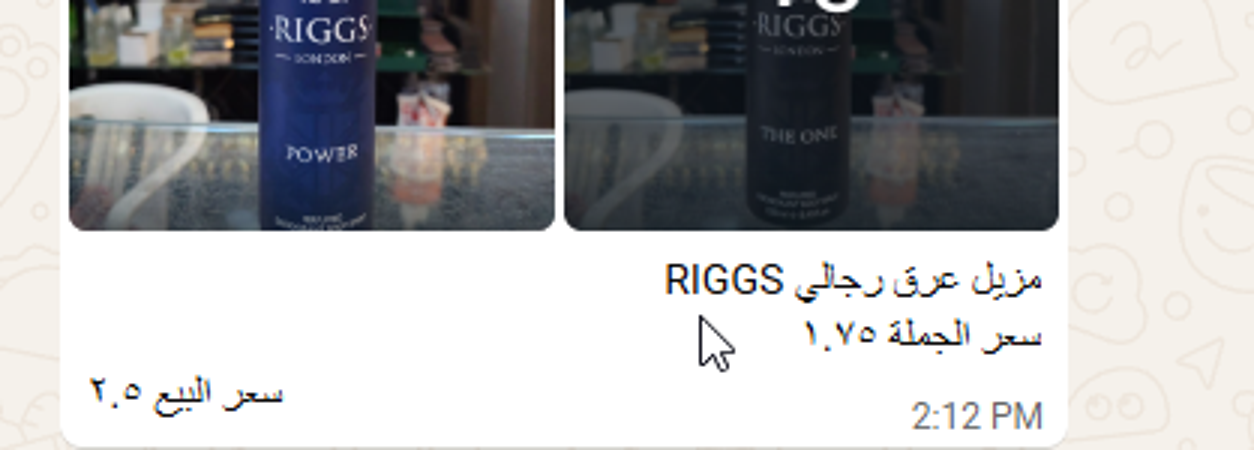 RIGGS
LONDON
POWER
RIGGS
LONDON
THE ONE
مزيل عرق رجالي RIGGS
سعر الجملة ١.٧٥
سعر البيع ٢.٥
2:12 PM